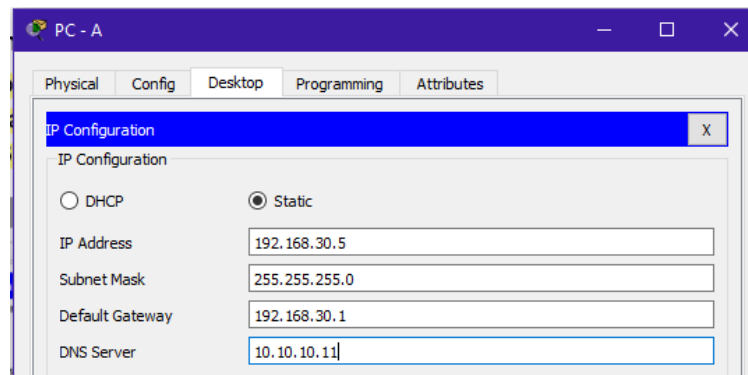 PC - A
Physical Config Desktop Programming Attributes
IP Configuration X
IP Configuration
DHCP Static
IP Address 192.168.30.5
Subnet Mask 255.255.255.0
Default Gateway 192.168.30.1
DNS Server 10.10.10.11